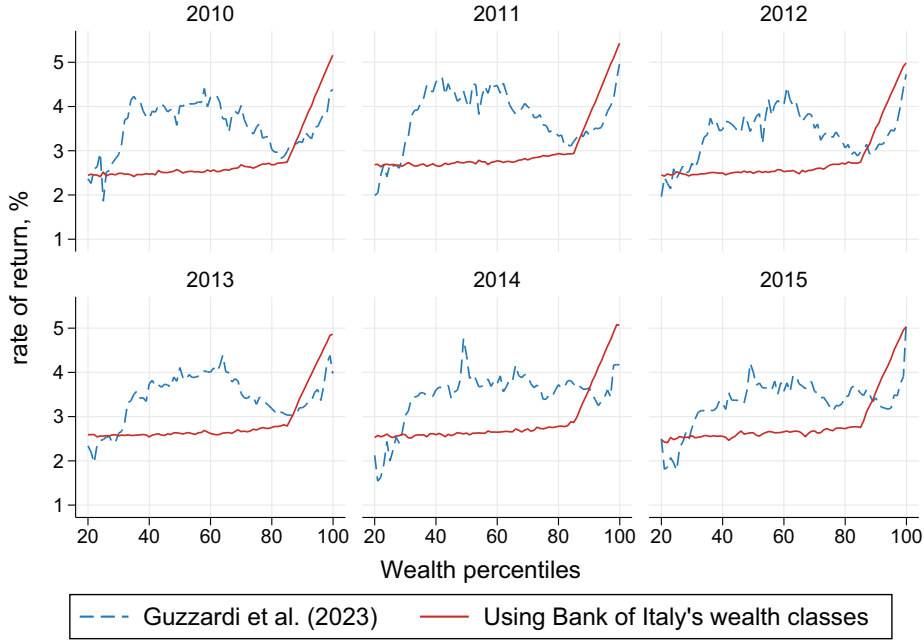 2010 2011 2012
5
4
3
2
1
2013 2014 2015
5
4
3
2
1
20 40 60 80 100 20 40 60 80 100 20 40 60 80 100
rate of return, %
Wealth percentiles
Guzzardi et al. (2023) Using Bank of Italy's wealth classes